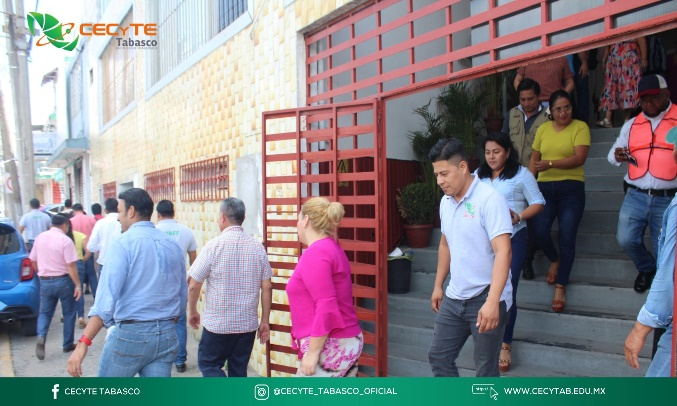 CECYTE
Tabasco
CECYTE TABASCO
@CECYTE_TABASCO_OFICIAL
WWW.CECYTAB.EDU.MX